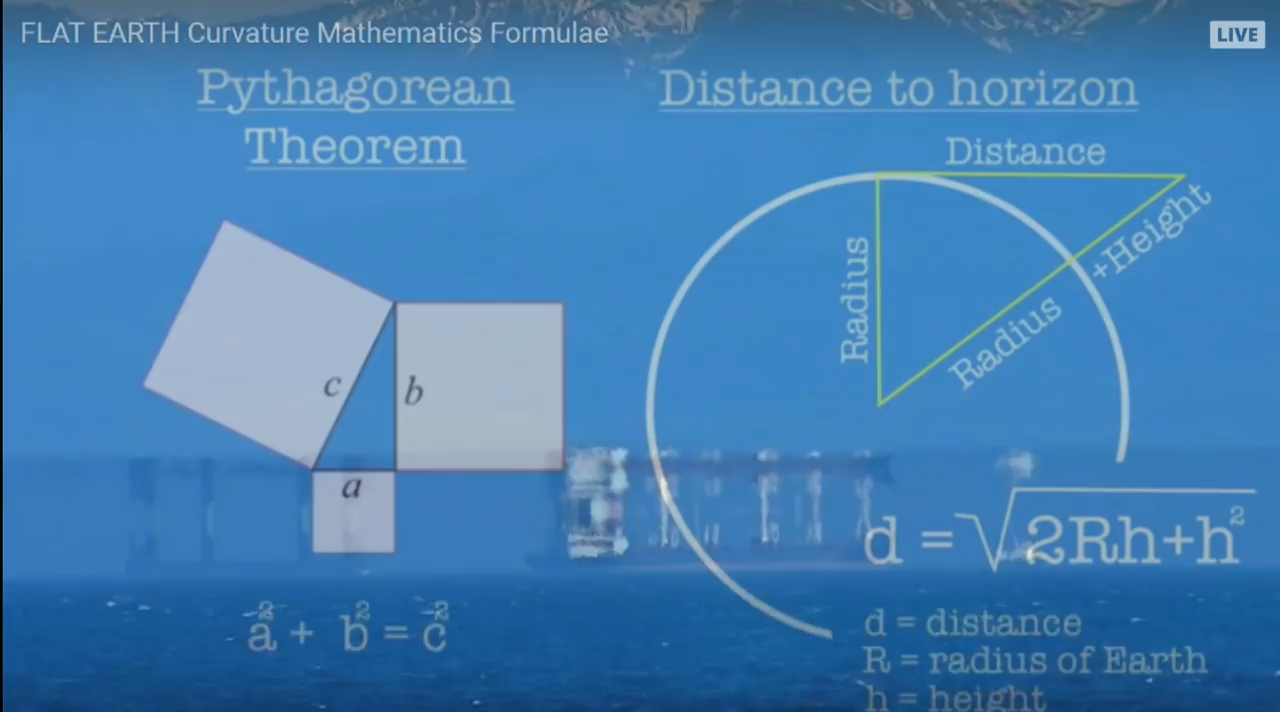 FLAT EARTH Curvature Mathematics Formulae
LIVE
Pythagorean
Theorem
c
b
a
a² + b² = c²
Distance to horizon
Distance
Radius
Radius +Height
d = √2Rh+h²
d = distance
R = radius of Earth
h = height